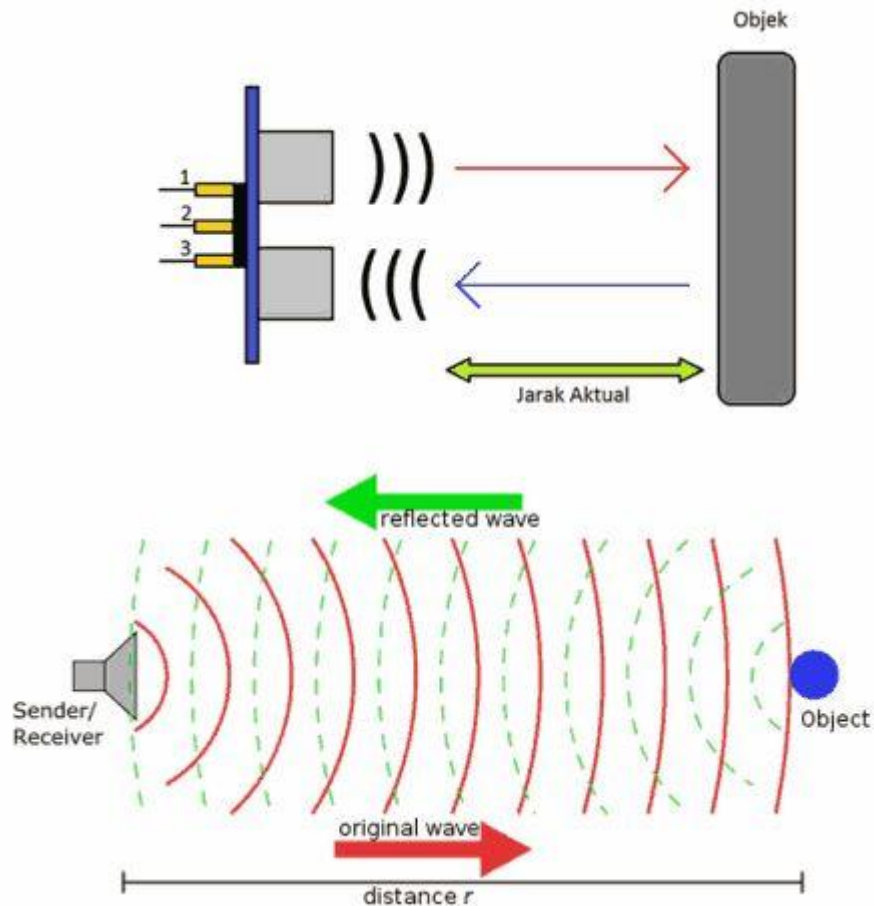 Objek
1
2
3
Jarak Aktual
reflected wave
Sender/
Receiver
Object
original wave
distance r